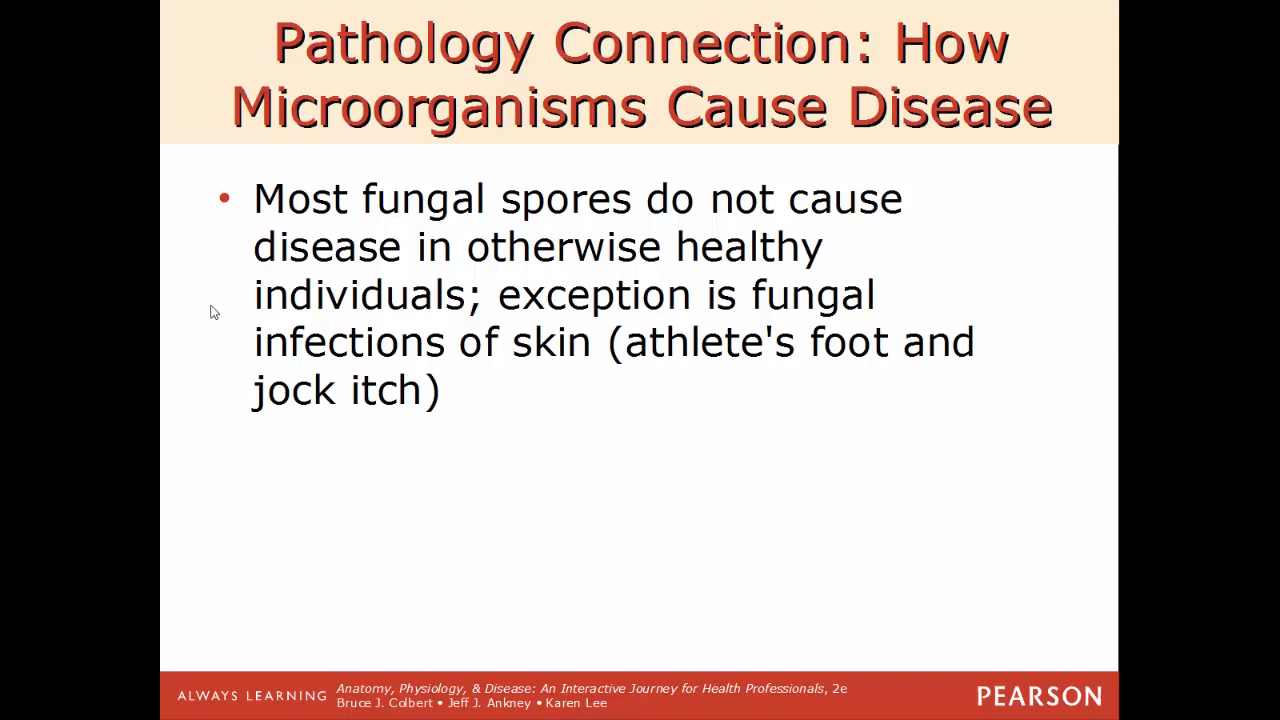 Pathology Connection: How
Microorganisms Cause Disease
• Most fungal spores do not cause
disease in otherwise healthy
individuals; exception is fungal
infections of skin (athlete's foot and
jock itch)
ALWAYS LEARNING
Anatomy, Physiology, & Disease: An Interactive Journey for Health Professionals, 2e
Bruce J. Colbert • Jeff J. Ankney • Karen Lee
PEARSON